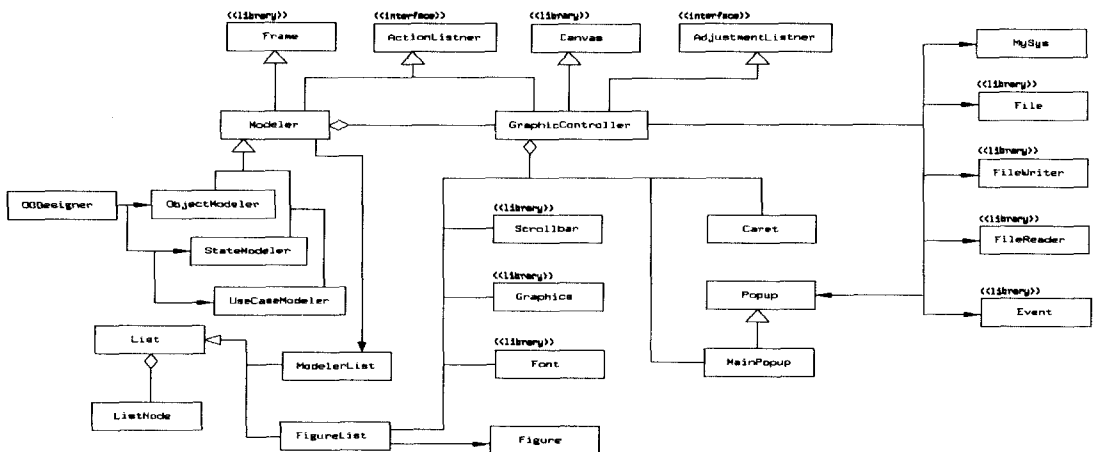 <<library>>
Frame
<<interface>>
ActionListner
<<library>>
Canvas
<<interface>>
AdjustmentListner
MySys
<<library>>
File
Modeler
GraphicController
<<library>>
FileWriter
OODesigner
ObjectModeler
<<library>>
Scrollbar
Caret
<<library>>
FileReader
StateModeler
<<library>>
Graphics
<<library>>
Popup
<<library>>
Event
UseCaseModeler
List
ModelerList
<<library>>
Font
MainPopup
ListNode
FigureList
Figure